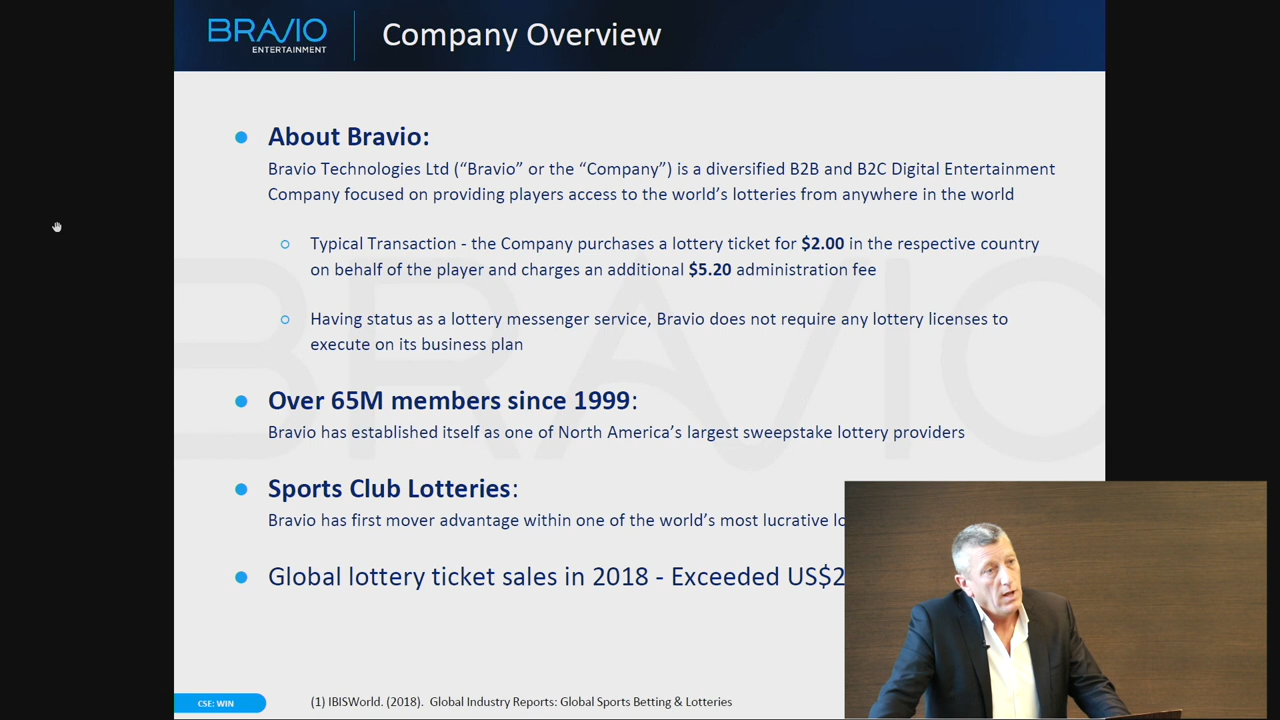 BRAVIO
ENTERTAINMENT
Company Overview
About Bravio:
Bravio Technologies Ltd (“Bravio” or the “Company”) is a diversified B2B and B2C Digital Entertainment
Company focused on providing players access to the world’s lotteries from anywhere in the world
Typical Transaction - the Company purchases a lottery ticket for $2.00 in the respective country
on behalf of the player and charges an additional $5.20 administration fee
Having status as a lottery messenger service, Bravio does not require any lottery licenses to
execute on its business plan
Over 65M members since 1999:
Bravio has established itself as one of North America’s largest sweepstake lottery providers
Sports Club Lotteries:
Bravio has first mover advantage within one of the world’s most lucrative lo
Global lottery ticket sales in 2018 - Exceeded US$2
CSE: WIN
(1) IBISWorld. (2018). Global Industry Reports: Global Sports Betting & Lotteries
BRAVIO